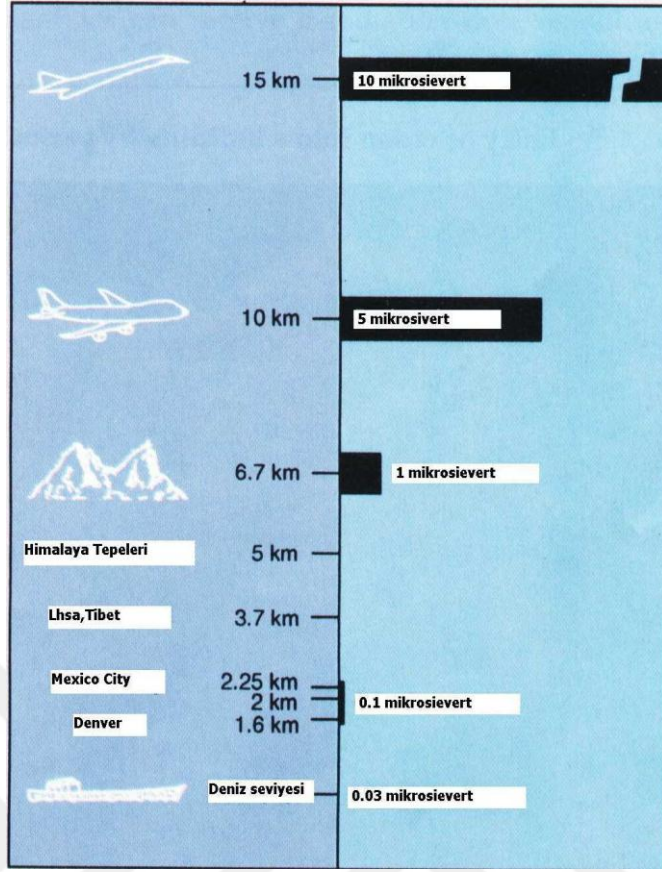 15 km
10 mikrosievert
10 km
5 mikrosivert
6.7 km
1 mikrosievert
Himalaya Tepeleri
5 km
Lhsa,Tibet
3.7 km
Mexico City
2.25 km
2 km
0.1 mikrosievert
Denver
1.6 km
Deniz seviyesi
0.03 mikrosievert